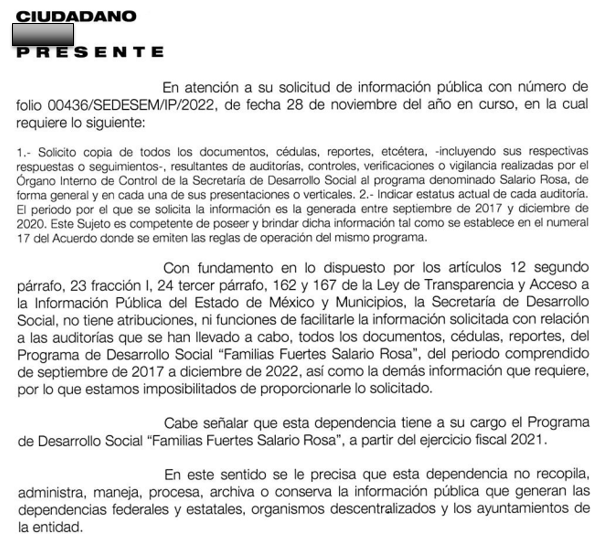 CIUDADANO
PRESENTE
En atención a su solicitud de información pública con número de
folio 00436/SEDESEM/IP/2022, de fecha 28 de noviembre del año en curso, en la cual
requiere lo siguiente:
1.- Solicito copia de todos los documentos, cédulas, reportes, etcétera, -incluyendo sus respectivas
respuestas o seguimientos-, resultantes de auditorías, controles, verificaciones o vigilancia realizadas por el
Órgano Interno de Control de la Secretaría de Desarrollo Social al programa denominado Salario Rosa, de
forma general y en cada una de sus presentaciones o verticales. 2.- Indicar estatus actual de cada auditoría.
El periodo por el que se solicita la información es la generada entre septiembre de 2017 y diciembre de
2020. Este Sujeto es competente de poseer y brindar dicha información tal como se establece en el numeral
17 del Acuerdo donde se emiten las reglas de operación del mismo programa.
Con fundamento en lo dispuesto por los artículos 12 segundo
párrafo, 23 fracción I, 24 tercer párrafo, 162 y 167 de la Ley de Transparencia y Acceso a
la Información Pública del Estado de México y Municipios, la Secretaría de Desarrollo
Social, no tiene atribuciones, ni funciones de facilitarle la información solicitada con relación
a las auditorías que se han llevado a cabo, todos los documentos, cédulas, reportes, del
Programa de Desarrollo Social “Familias Fuertes Salario Rosa”, del periodo comprendido
de septiembre de 2017 a diciembre de 2022, así como la demás información que requiere,
por lo que estamos imposibilitados de proporcionarle lo solicitado.
Cabe señalar que esta dependencia tiene a su cargo el Programa
de Desarrollo Social “Familias Fuertes Salario Rosa”, a partir del ejercicio fiscal 2021.
En este sentido se le precisa que esta dependencia no recopila,
administra, maneja, procesa, archiva o conserva la información pública que generan las
dependencias federales y estatales, organismos descentralizados y los ayuntamientos de
la entidad.